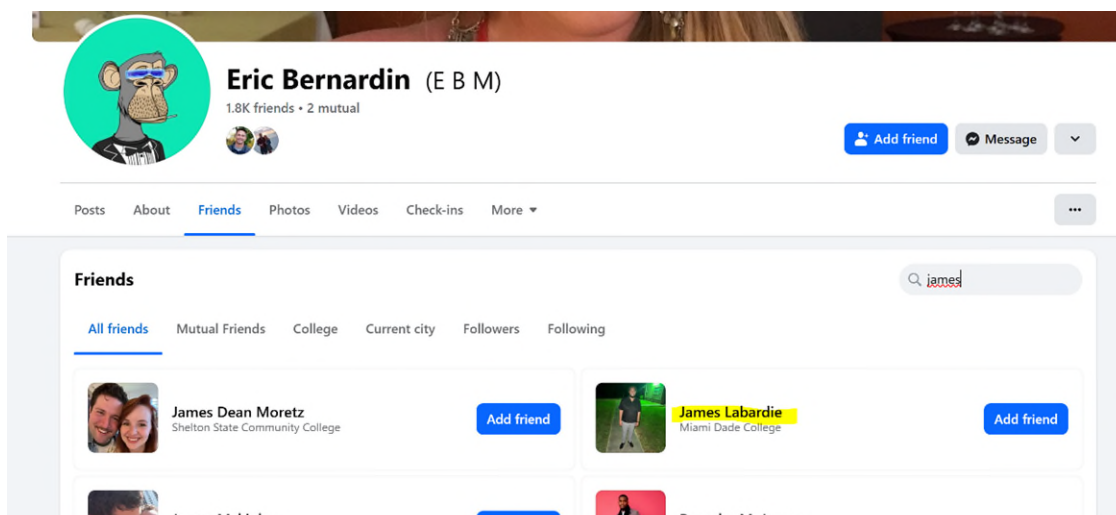 Eric Bernardin (E B M)
1.8K friends • 2 mutual
Add friend
Message
Posts About Friends Photos Videos Check-ins More
Friends
james
All friends Mutual Friends College Current city Followers Following
James Dean Moretz
Shelton State Community College
Add friend
James Labardie
Miami Dade College
Add friend